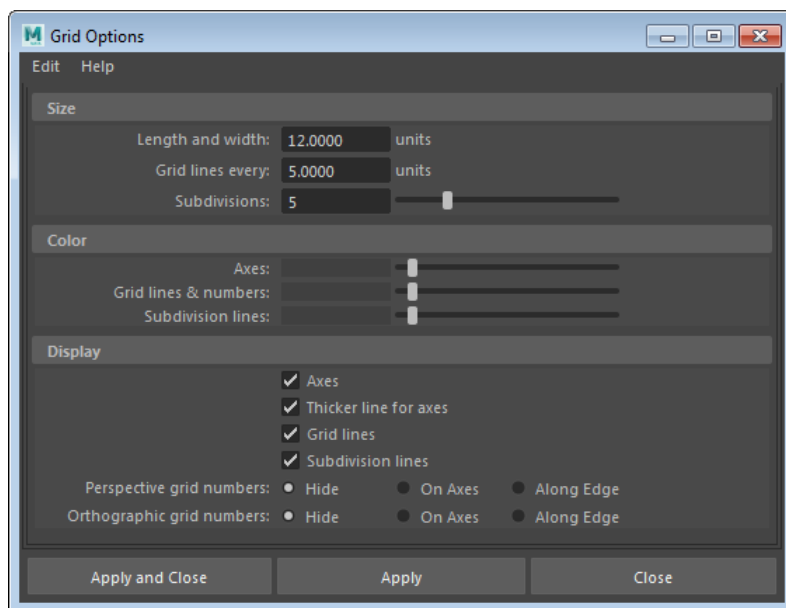 Grid Options
Edit Help
Size
Length and width: 12.0000 units
Grid lines every: 5.0000 units
Subdivisions: 5
Color
Axes:
Grid lines & numbers:
Subdivision lines:
Display
Axes
Thicker line for axes
Grid lines
Subdivision lines
Perspective grid numbers: Hide On Axes Along Edge
Orthographic grid numbers: Hide On Axes Along Edge
Apply and Close Apply Close